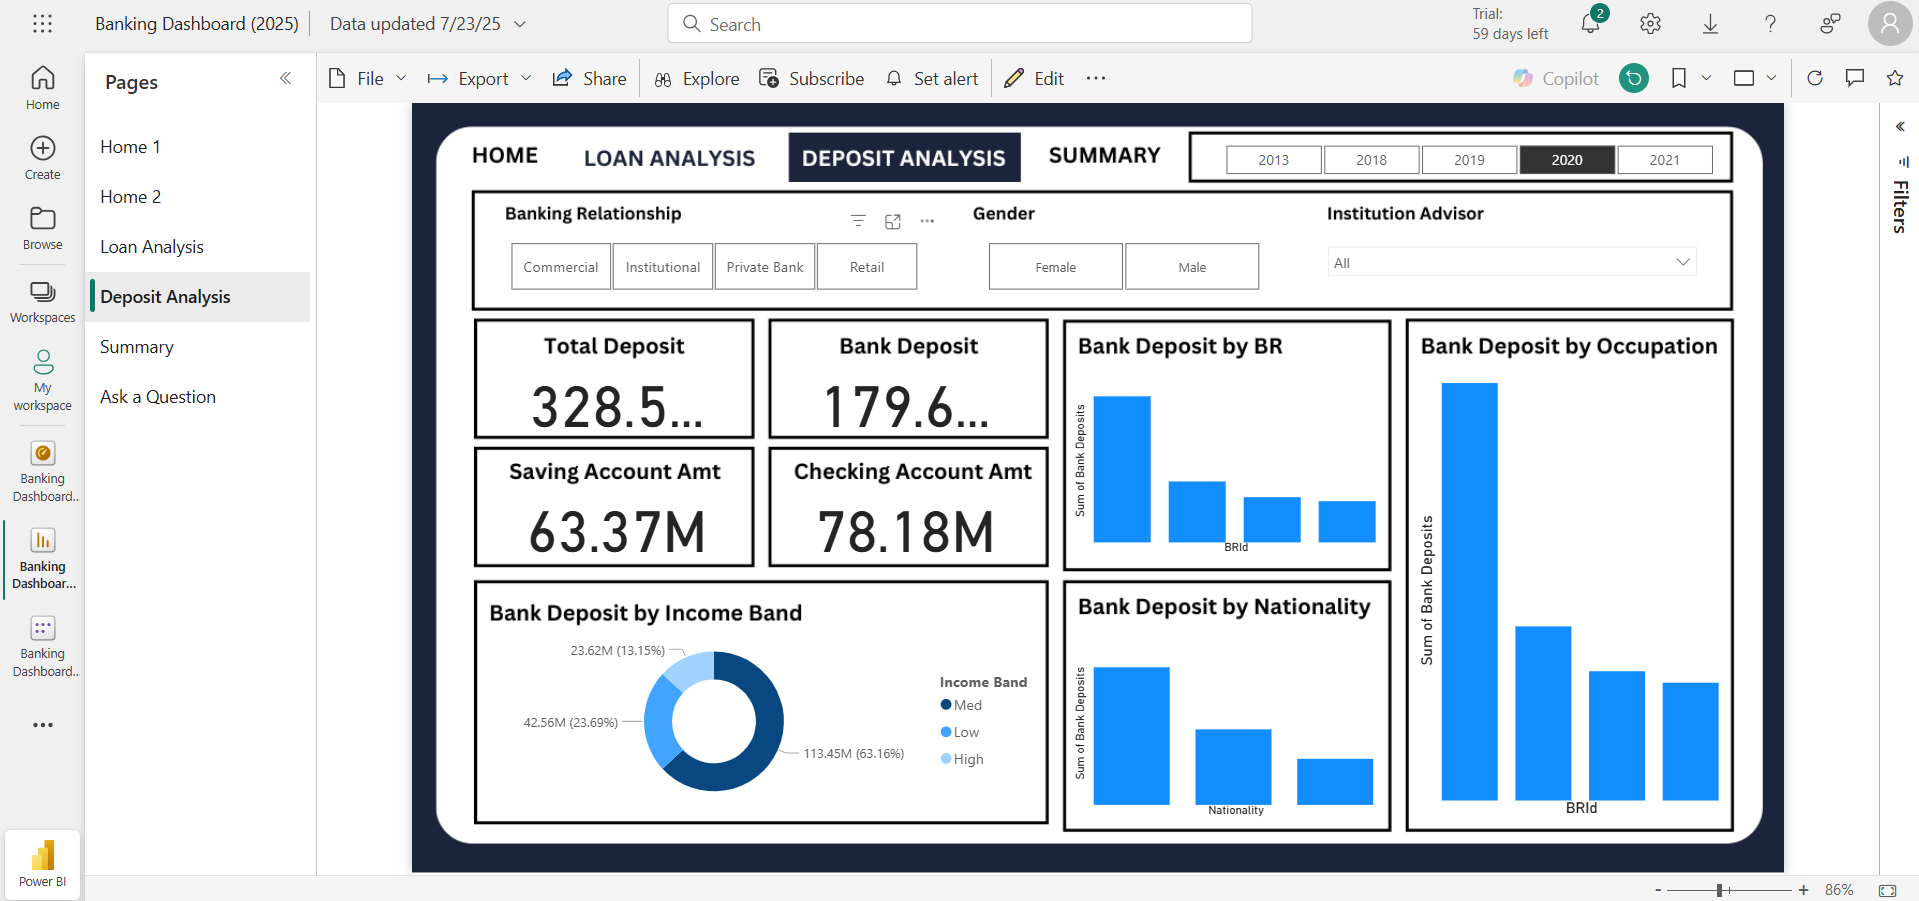 Banking Dashboard (2025)
Data updated 7/23/25
Search
Trial:
59 days left
2
Home
Create
Browse
Workspaces
My
workspace
Banking
Dashboard..
Banking
Dashboar...
Banking
Dashboard..
Power BI
Pages
Home 1
Home 2
Loan Analysis
Deposit Analysis
Summary
Ask a Question
File
Export
Share
Explore
Subscribe
Set alert
Edit
Copilot
HOME
LOAN ANALYSIS
DEPOSIT ANALYSIS
SUMMARY
2013
2018
2019
2020
2021
Banking Relationship
Commercial
Institutional
Private Bank
Retail
Gender
Female
Male
Institution Advisor
All
Total Deposit
328.5...
Bank Deposit
179.6...
Saving Account Amt
63.37M
Checking Account Amt
78.18M
Bank Deposit by BR
Sum of Bank Deposits
BRId
Bank Deposit by Occupation
Sum of Bank Deposits
BRId
Bank Deposit by Income Band
23.62M (13.15%)
42.56M (23.69%)
113.45M (63.16%)
Income Band
Med
Low
High
Bank Deposit by Nationality
Sum of Bank Deposits
Nationality
Filters
86%